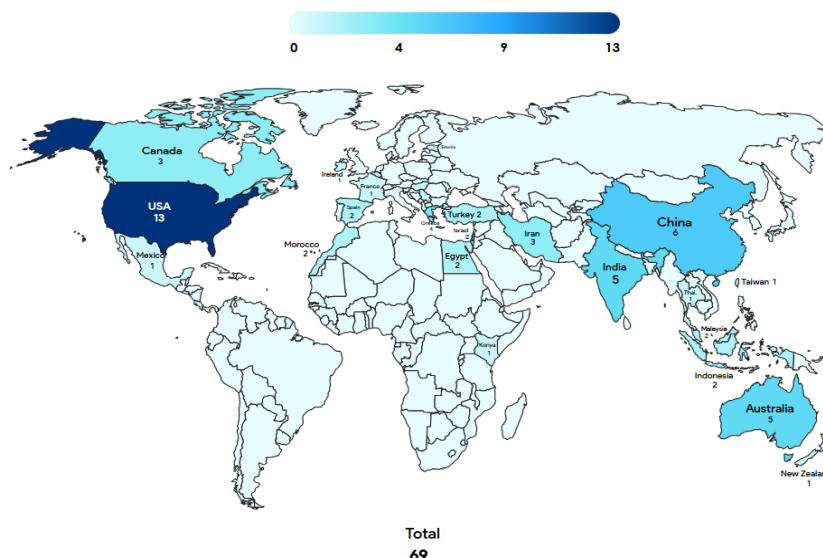 0 4 9 13
Estonia
Canada
3
Ireland
1
France
1
USA
13
Spain
2
Turkey 2
Greece
4
Israel
2
Iran
3
China
6
Morocco
2
Mexico
1
Egypt
2
India
5
Taiwan 1
Thai.
1
Malaysia
2
Kenya
1
Indonesia
2
Australia
5
New Zealan
1
Total
69